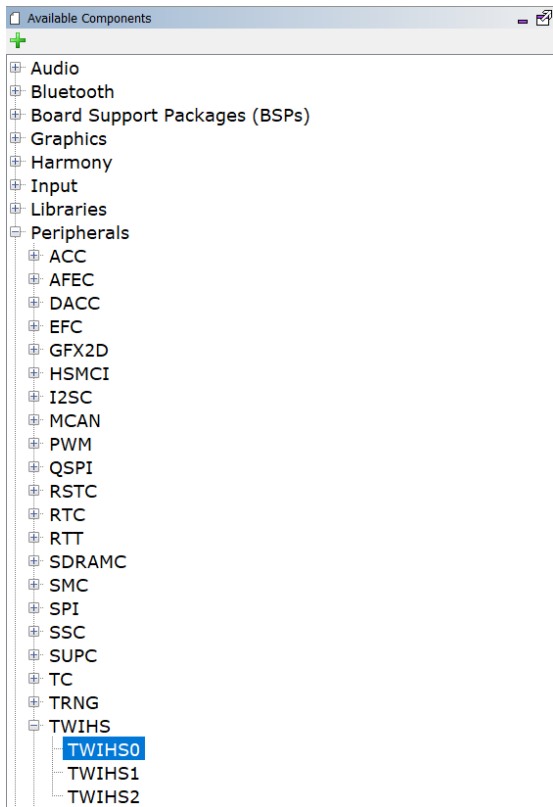 Available Components
Audio
Bluetooth
Board Support Packages (BSPs)
Graphics
Harmony
Input
Libraries
Peripherals
ACC
AFEC
DACC
EFC
GFX2D
HSMCI
I2SC
MCAN
PWM
QSPI
RSTC
RTC
RTT
SDRAMC
SMC
SPI
SSC
SUPC
TC
TRNG
TWIHS
TWIHS0
TWIHS1
TWIHS2